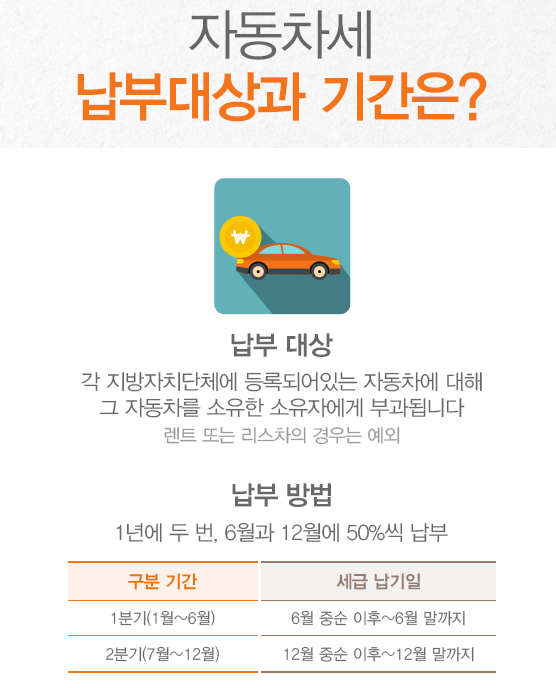 자동차세
납부대상과 기간은?
₩
납부 대상
각 지방자치단체에 등록되어있는 자동차에 대해
그 자동차를 소유한 소유자에게 부과됩니다
렌트 또는 리스차의 경우는 예외
납부 방법
1년에 두 번, 6월과 12월에 50%씩 납부
구분 기간 세급 납기일
1분기(1월~6월) 6월 중순 이후~6월 말까지
2분기(7월~12월) 12월 중순 이후~12월 말까지